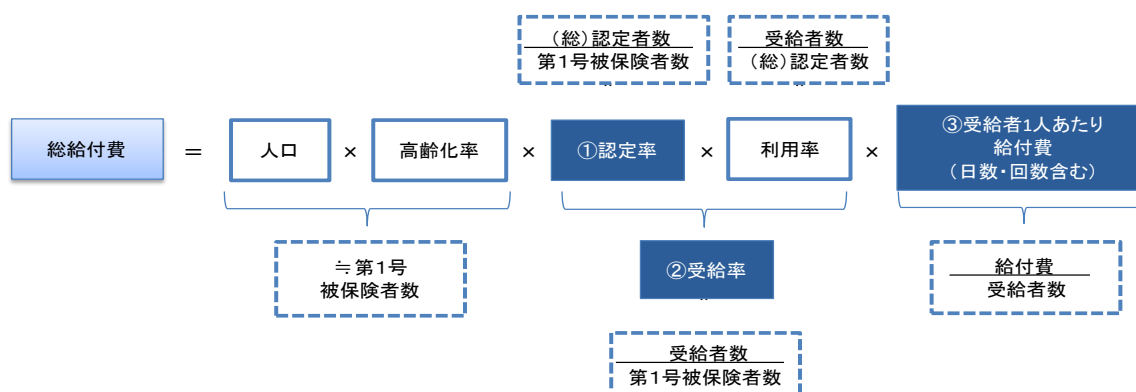 (総)認定者数
第1号被保険者数
受給者数
(総)認定者数
総給付費
＝
人口
×
高齢化率
×
①認定率
×
利用率
×
③受給者1人あたり
給付費
(日数・回数含む)
≒第1号
被保険者数
②受給率
給付費
受給者数
受給者数
第1号被保険者数